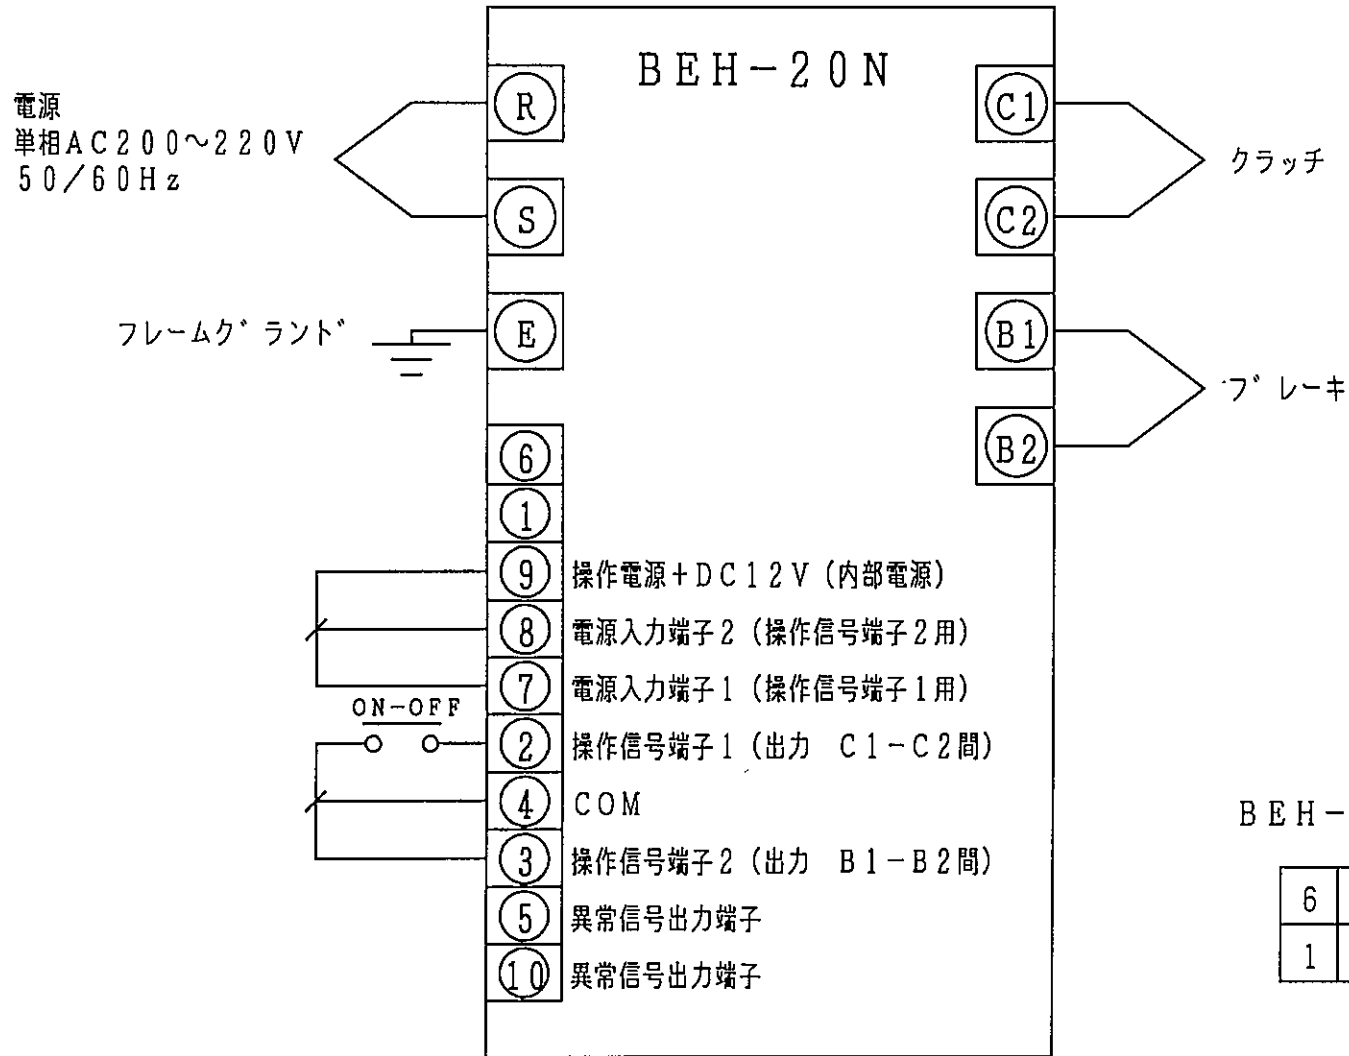 BEH-20N
電源
単相AC200~220V
50/60Hz
R
S
フレームグランド
E
C1
C2
クラッチ
B1
B2
ブレーキ
6
1
9 操作電源+DC12V(内部電源)
8 電源入力端子2(操作信号端子2用)
7 電源入力端子1(操作信号端子1用)
ON-OFF
2 操作信号端子1(出力 C1-C2間)
4 COM
3 操作信号端子2(出力 B1-B2間)
5 異常信号出力端子
10 異常信号出力端子
BEH-
6
1